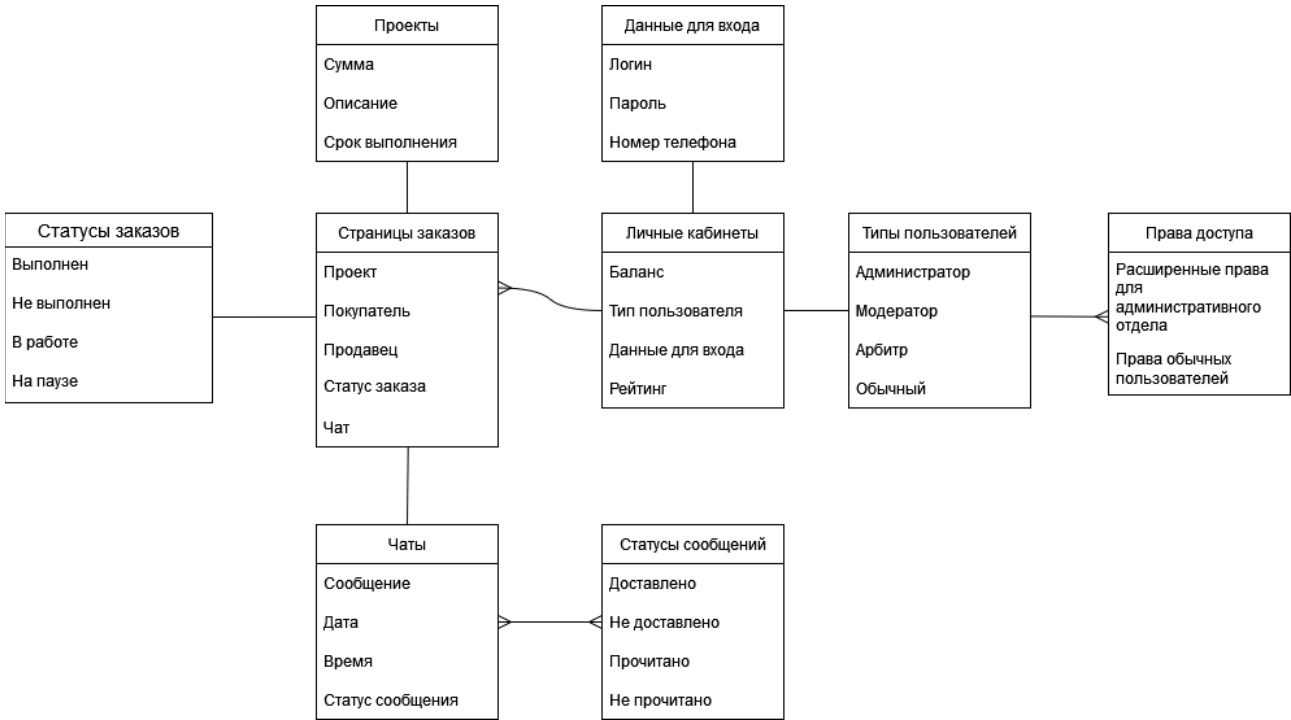 Проекты
Сумма
Описание
Срок выполнения
Данные для входа
Логин
Пароль
Номер телефона
Статусы заказов
Выполнен
Не выполнен
В работе
На паузе
Страницы заказов
Проект
Покупатель
Продавец
Статус заказа
Чат
Личные кабинеты
Баланс
Тип пользователя
Данные для входа
Рейтинг
Типы пользователей
Администратор
Модератор
Арбитр
Обычный
Права доступа
Расширенные права
для
административного
отдела
Права обычных
пользователей
Чаты
Сообщение
Дата
Время
Статус сообщения
Статусы сообщений
Доставлено
Не доставлено
Прочитано
Не прочитано